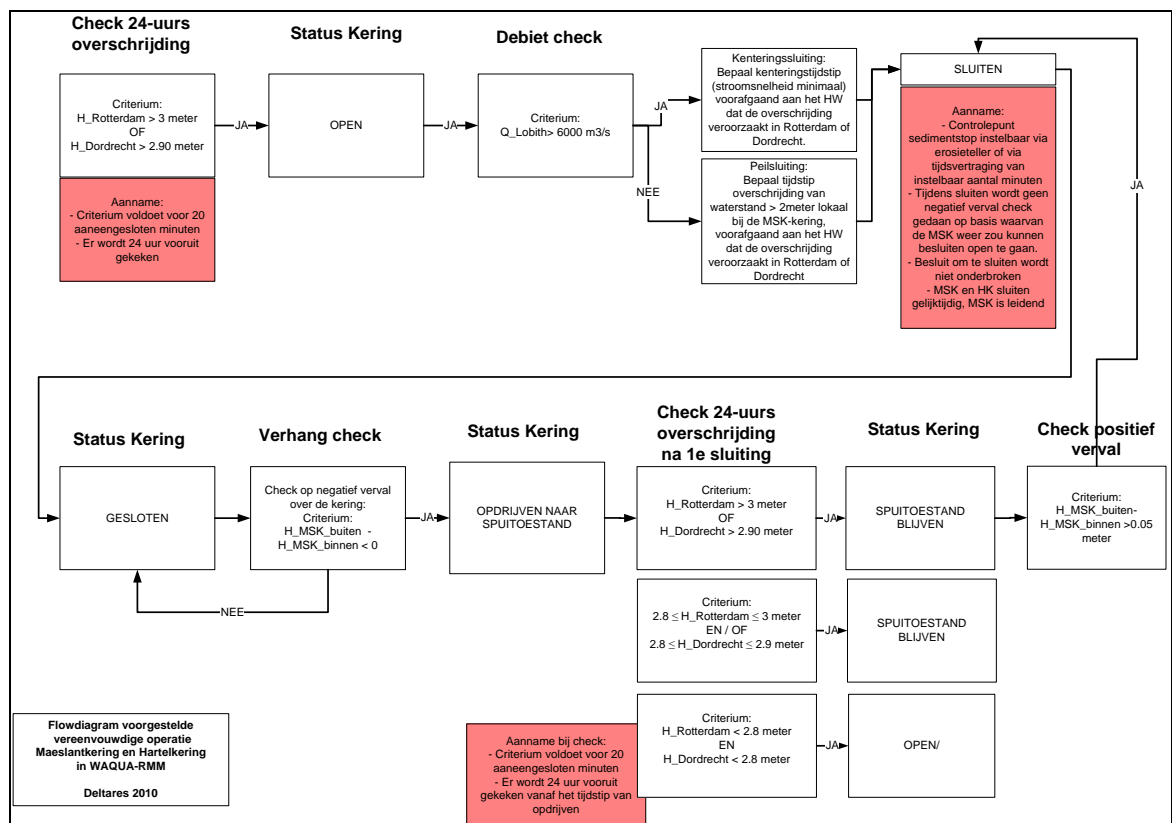 Check 24-uurs
overschrijding
Status Kering
Debiet check
Criterium:
H_Rotterdam > 3 meter
OF
H_Dordrecht > 2.90 meter
JA
OPEN
JA
Criterium:
Q_Lobith> 6000 m3/s
JA
NEE
Kenteringssluiting:
Bepaal kenteringstijdstip
(stroomsnelheid minimaal)
voorafgaand aan het HW
dat de overschrijding
veroorzaakt in Rotterdam of
Dordrecht.
Peilsluiting:
Bepaal tijdstip
overschrijding van
waterstand > 2meter lokaal
bij de MSK-kering,
voorafgaand aan het HW
dat de overschrijding
veroorzaakt in Rotterdam of
Dordrecht
SLUITEN
Aanname:
- Controlepunt
sedimentstop instelbaar via
erosieteller of via
tijdsvertraging van
instelbaar aantal minuten
- Tijdens sluiten wordt geen
negatief verval check
gedaan op basis waarvan
de MSK weer zou kunnen
besluiten open te gaan.
- Besluit om te sluiten wordt
niet onderbroken
- MSK en HK sluiten
gelijktijdig, MSK is leidend
JA
Aanname:
- Criterium voldoet voor 20
aaneengesloten minuten
- Er wordt 24 uur vooruit
gekeken
Status Kering
Verhang check
Status Kering
Check 24-uurs
overschrijding
na 1e sluiting
Status Kering
Check positief
verval
GESLOTEN
Check op negatief verval
over de kering:
Criterium:
H_MSK_buiten -
H_MSK_binnen < 0
JA
NEE
OPDRIJVEN NAAR
SPUITOESTAND
Criterium:
H_Rotterdam > 3 meter
OF
H_Dordrecht > 2.90 meter
JA
SPUITOESTAND
BLIJVEN
Criterium:
H_MSK_buiten-
H_MSK_binnen >0.05
meter
Criterium:
2.8 ≤ H_Rotterdam ≤ 3 meter
EN / OF
2.8 ≤ H_Dordrecht ≤ 2.9 meter
JA
SPUITOESTAND
BLIJVEN
Criterium:
H_Rotterdam < 2.8 meter
EN
H_Dordrecht < 2.8 meter
JA
OPEN/
Aanname bij check:
- Criterium voldoet voor 20
aaneengesloten minuten
- Er wordt 24 uur vooruit
gekeken vanaf het tijdstip van
opdrijven
Flowdiagram voorgestelde
vereenvouwdige operatie
Maeslantkering en Hartelkering
in WAQUA-RMM
Deltares 2010